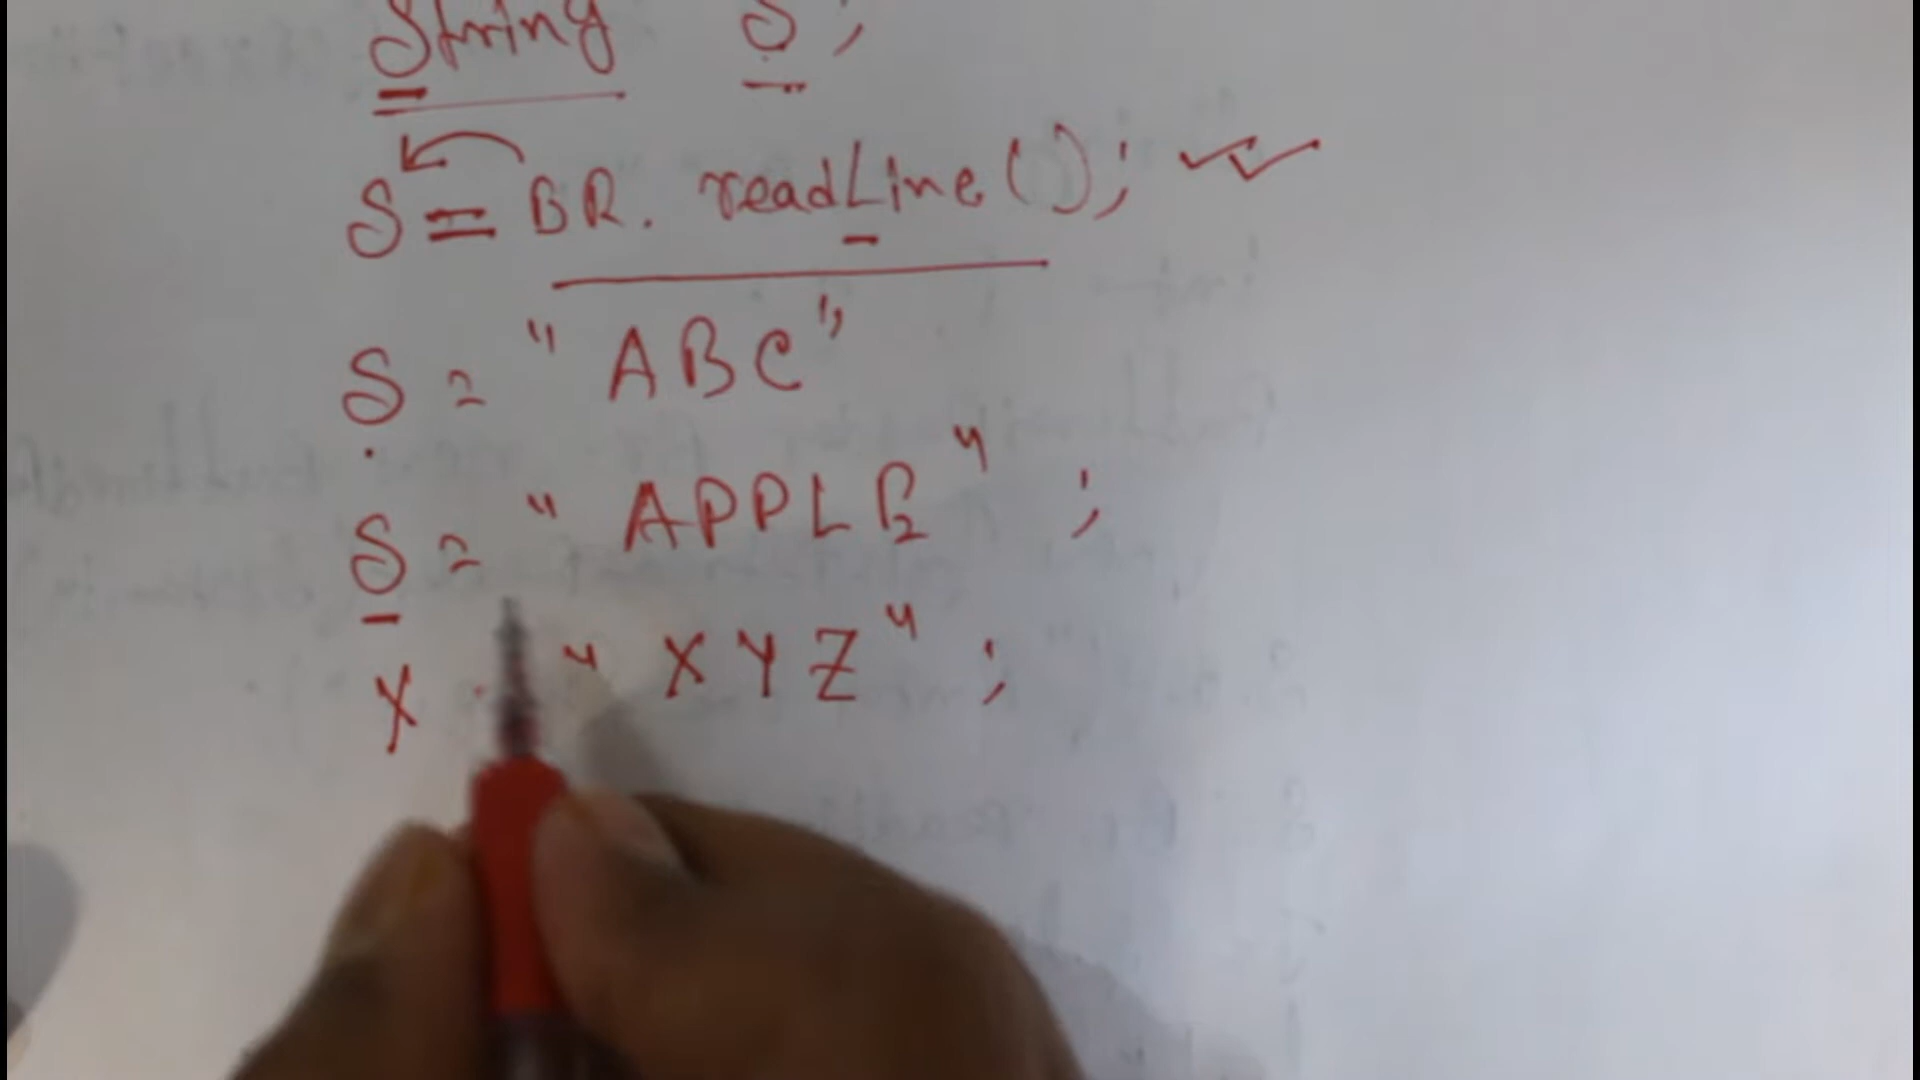 String S;
S = BR. readLine();
S = "ABC"
S = "APPLE";
X "XYZ";